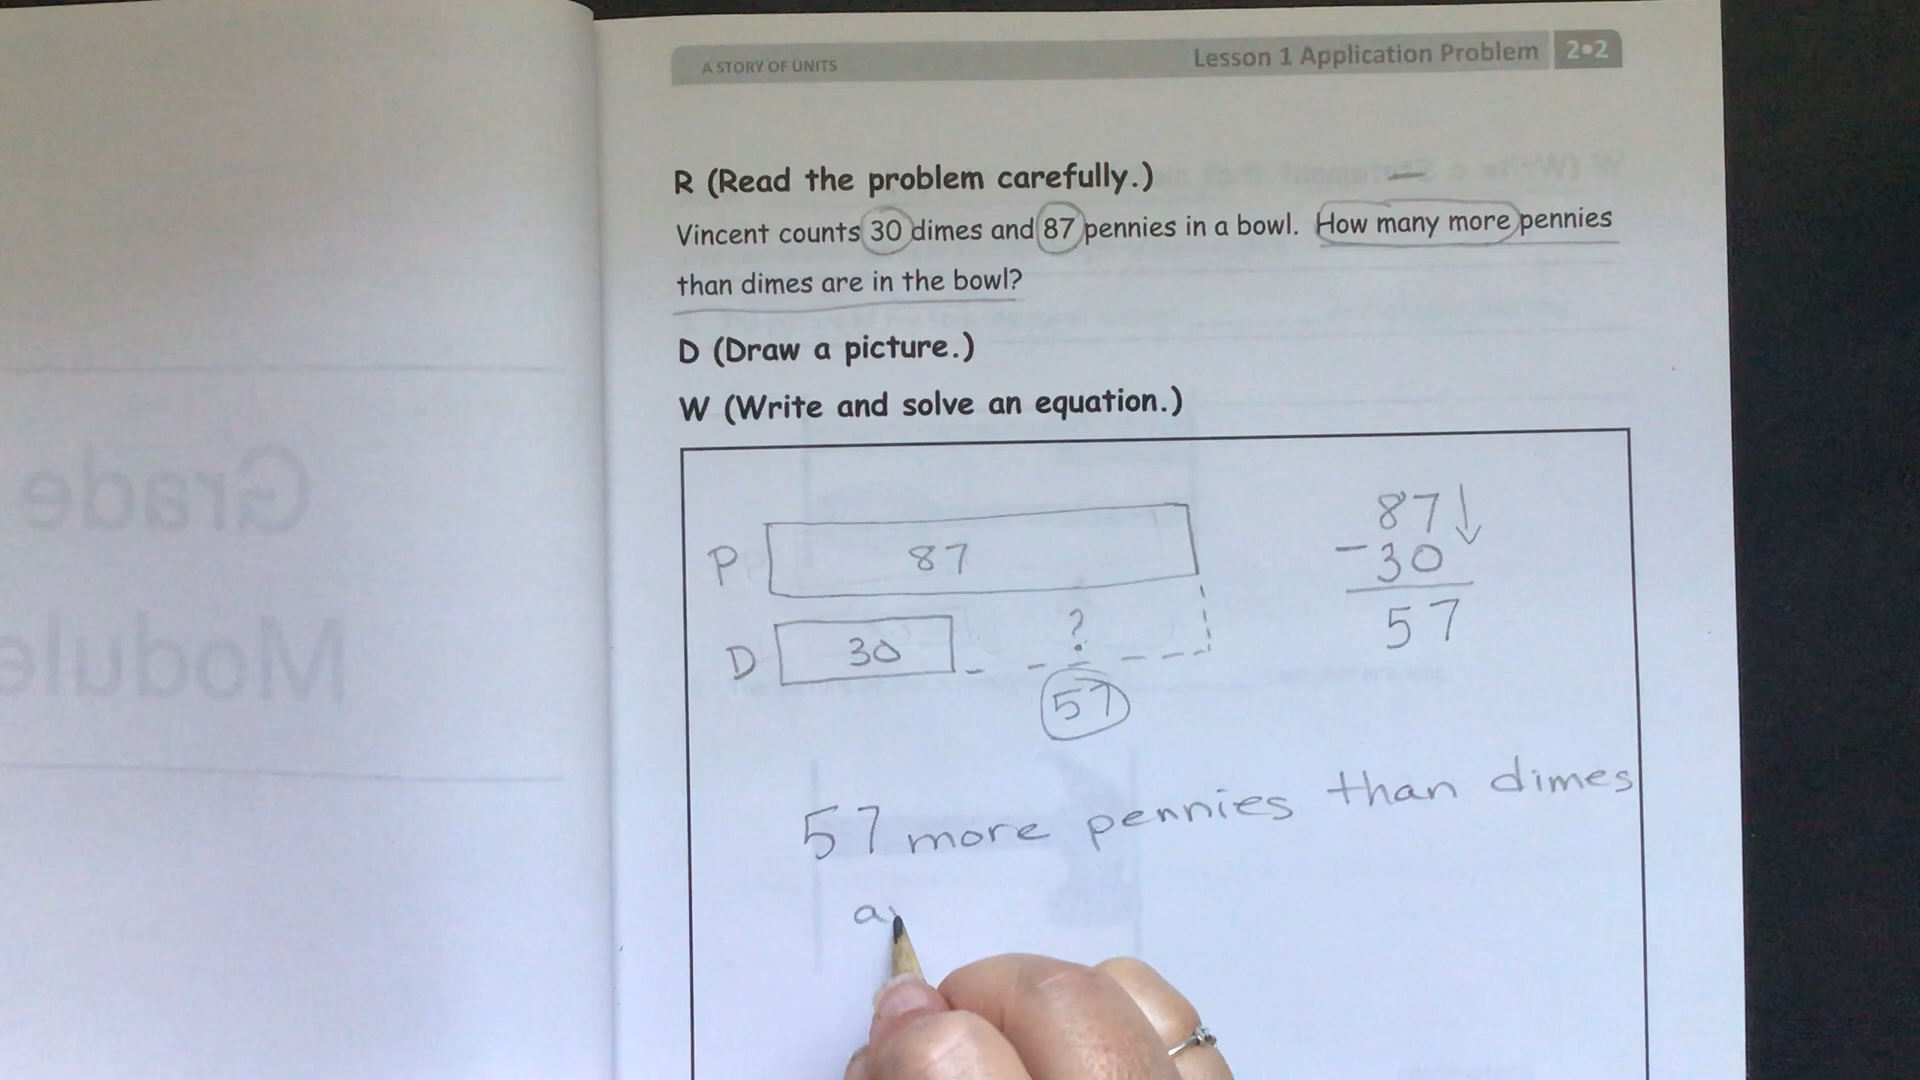 A STORY OF UNITS
Lesson 1 Application Problem 2•2
R (Read the problem carefully.)
Vincent counts 30 dimes and 87 pennies in a bowl. How many more pennies
than dimes are in the bowl?
D (Draw a picture.)
W (Write and solve an equation.)
P 87
D 30
?
57
87
-30
57
57 more pennies than dimes
a
Grade
Module